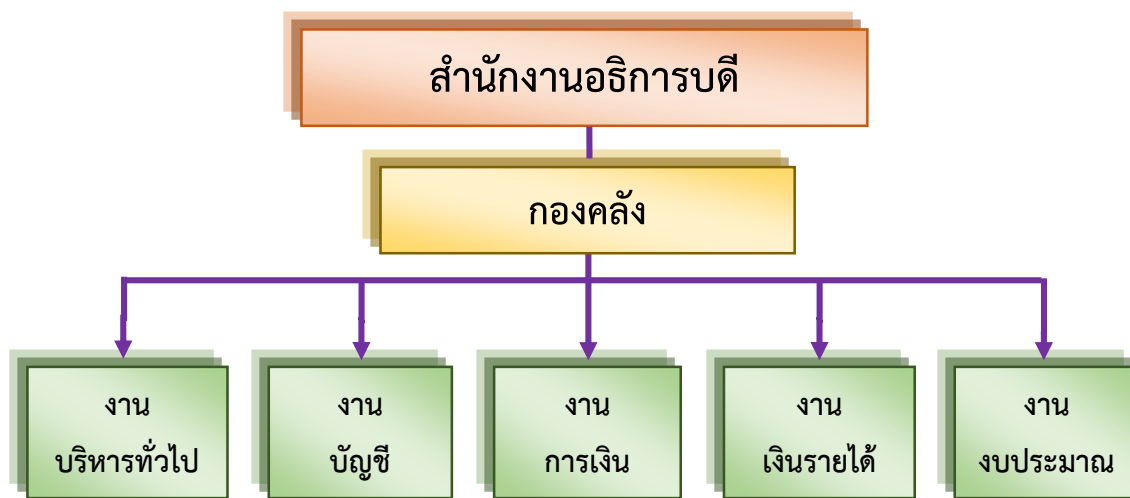 สำนักงานอธิการบดี
กองคลัง
งาน
บริหารทั่วไป
งาน
บัญชี
งาน
การเงิน
งาน
เงินรายได้
งาน
งบประมาณ